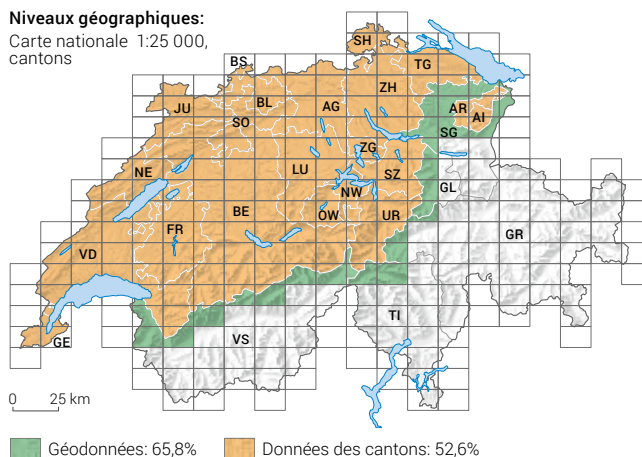 Niveaux géographiques:
Carte nationale 1:25 000,
cantons
SH
BS
TG
JU
BL
ZH
AG
AR
AI
SO
SG
ZG
NE
LU
SZ
GL
NW
BE
OW
UR
FR
GR
VD
TI
VS
GE
0 25 km
Géodonnées: 65,8% Données des cantons: 52,6%